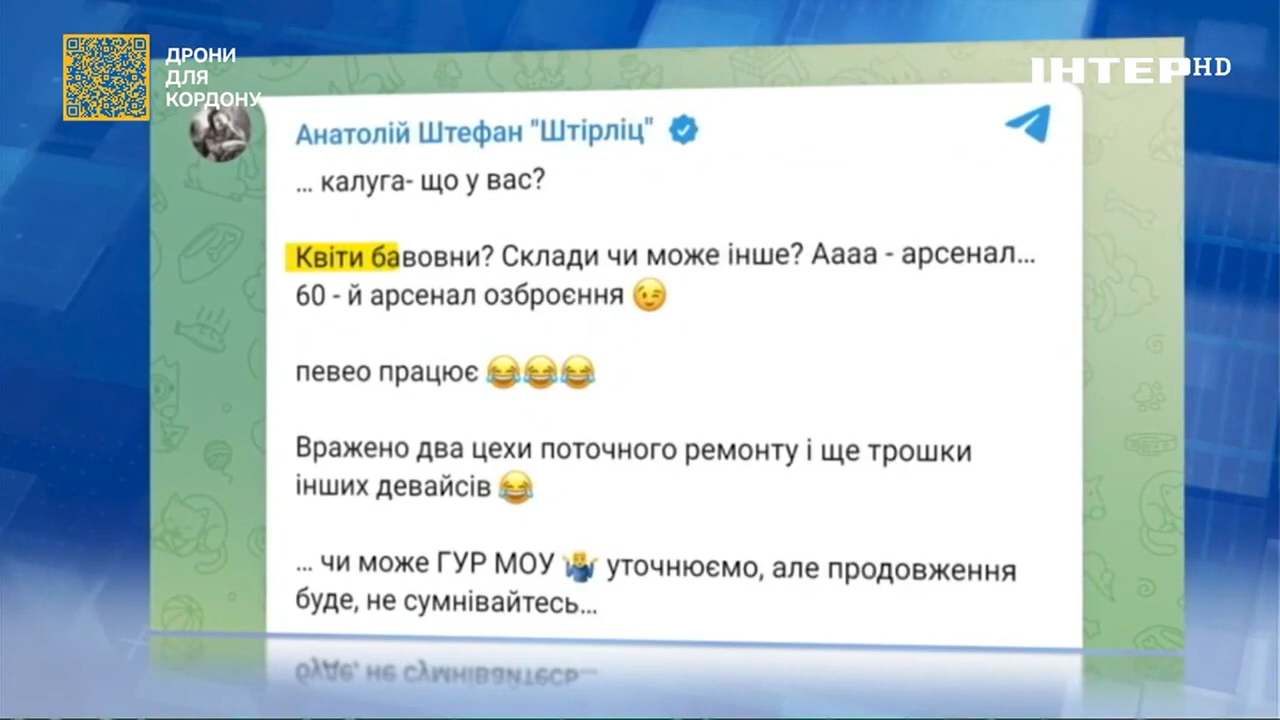 ДРОНИ
ДЛЯ
КОРДОНУ
ІНТЕР HD
Анатолій Штефан "Штірліц"
... калуга- що у вас?
Квіти бавовни? Склади чи може інше? Аааа - арсенал...
60 - й арсенал озброєння 😉
певео працює 😂😂😂
Вражено два цехи поточного ремонту і ще трошки
інших девайсів 😂
... чи може ГУР МОУ 🤷‍♂️ уточнюємо, але продовження
буде, не сумнівайтесь...